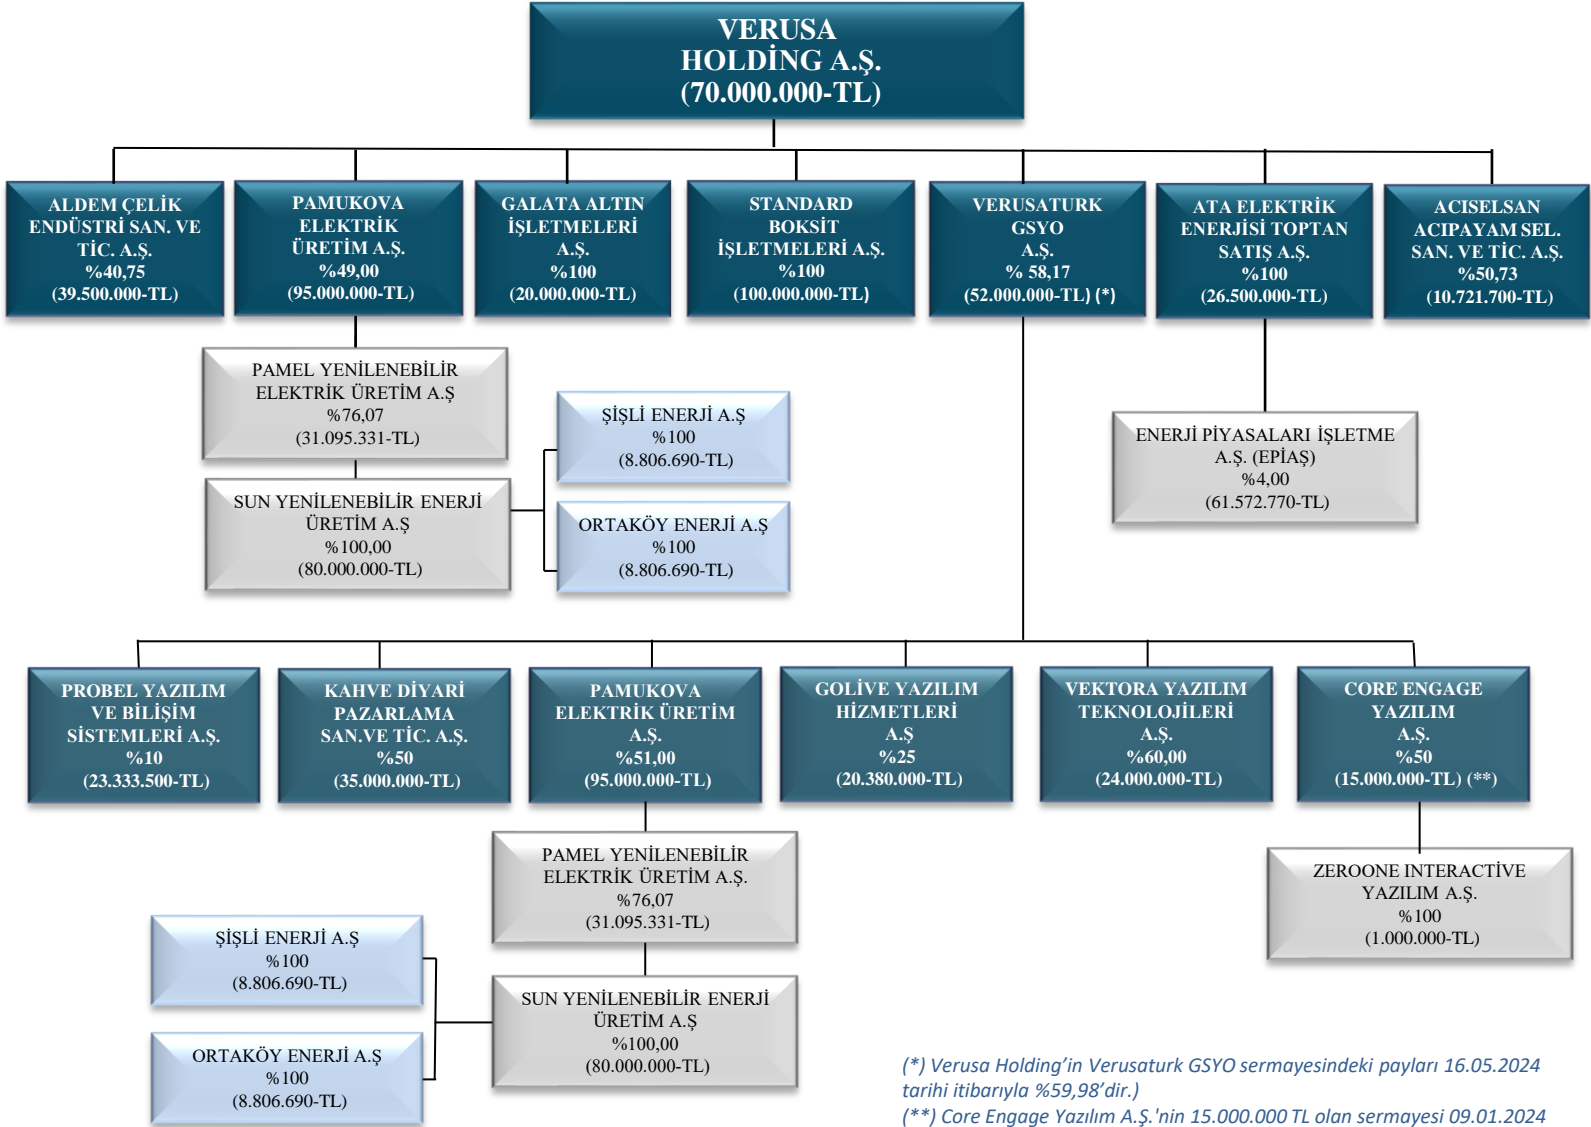 VERUSA
HOLDİNG A.Ş.
(70.000.000-TL)
ALDEM ÇELİK
ENDÜSTRİ SAN. VE
TİC. A.Ş.
%40,75
(39.500.000-TL)
PAMUKOVA
ELEKTRİK
ÜRETİM A.Ş.
%49,00
(95.000.000-TL)
GALATA ALTIN
İŞLETMELERİ
A.Ş.
%100
(20.000.000-TL)
STANDARD
BOKSİT
İŞLETMELERİ A.Ş.
%100
(100.000.000-TL)
VERUSATURK
GSYO
A.Ş.
% 58,17
(52.000.000-TL) (*)
ATA ELEKTRİK
ENERJİSİ TOPTAN
SATIŞ A.Ş.
%100
(26.500.000-TL)
ACISELSAN
ACIPAYAM SEL.
SAN. VE TİC. A.Ş.
%50,73
(10.721.700-TL)
PAMEL YENİLENEBİLİR
ELEKTRİK ÜRETİM A.Ş
%76,07
(31.095.331-TL)
SUN YENİLENEBİLİR ENERJİ
ÜRETİM A.Ş
%100,00
(80.000.000-TL)
ŞİŞLİ ENERJİ A.Ş
%100
(8.806.690-TL)
ORTAKÖY ENERJİ A.Ş
%100
(8.806.690-TL)
ENERJİ PİYASALARI İŞLETME
A.Ş. (EPİAŞ)
%4,00
(61.572.770-TL)
PROBEL YAZILIM
VE BİLİŞİM
SİSTEMLERİ A.Ş.
%10
(23.333.500-TL)
KAHVE DİYARİ
PAZARLAMA
SAN.VE TİC. A.Ş.
%50
(35.000.000-TL)
PAMUKOVA
ELEKTRİK ÜRETİM
A.Ş.
%51,00
(95.000.000-TL)
GOLİVE YAZILIM
HİZMETLERİ
A.Ş
%25
(20.380.000-TL)
VEKTORA YAZILIM
TEKNOLOJİLERİ
A.Ş.
%60,00
(24.000.000-TL)
CORE ENGAGE
YAZILIM
A.Ş.
%50
(15.000.000-TL) (**)
PAMEL YENİLENEBİLİR
ELEKTRİK ÜRETİM A.Ş.
%76,07
(31.095.331-TL)
ZEROONE INTERACTİVE
YAZILIM A.Ş.
%100
(1.000.000-TL)
ŞİŞLİ ENERJİ A.Ş
%100
(8.806.690-TL)
ORTAKÖY ENERJİ A.Ş
%100
(8.806.690-TL)
SUN YENİLENEBİLİR ENERJİ
ÜRETİM A.Ş
%100,00
(80.000.000-TL)
(*) Verusa Holding’in Verusaturk GSYO sermayesindeki payları 16.05.2024
tarihi itibarıyla %59,98’dir.)
(**) Core Engage Yazılım A.Ş.'nin 15.000.000 TL olan sermayesi 09.01.2024